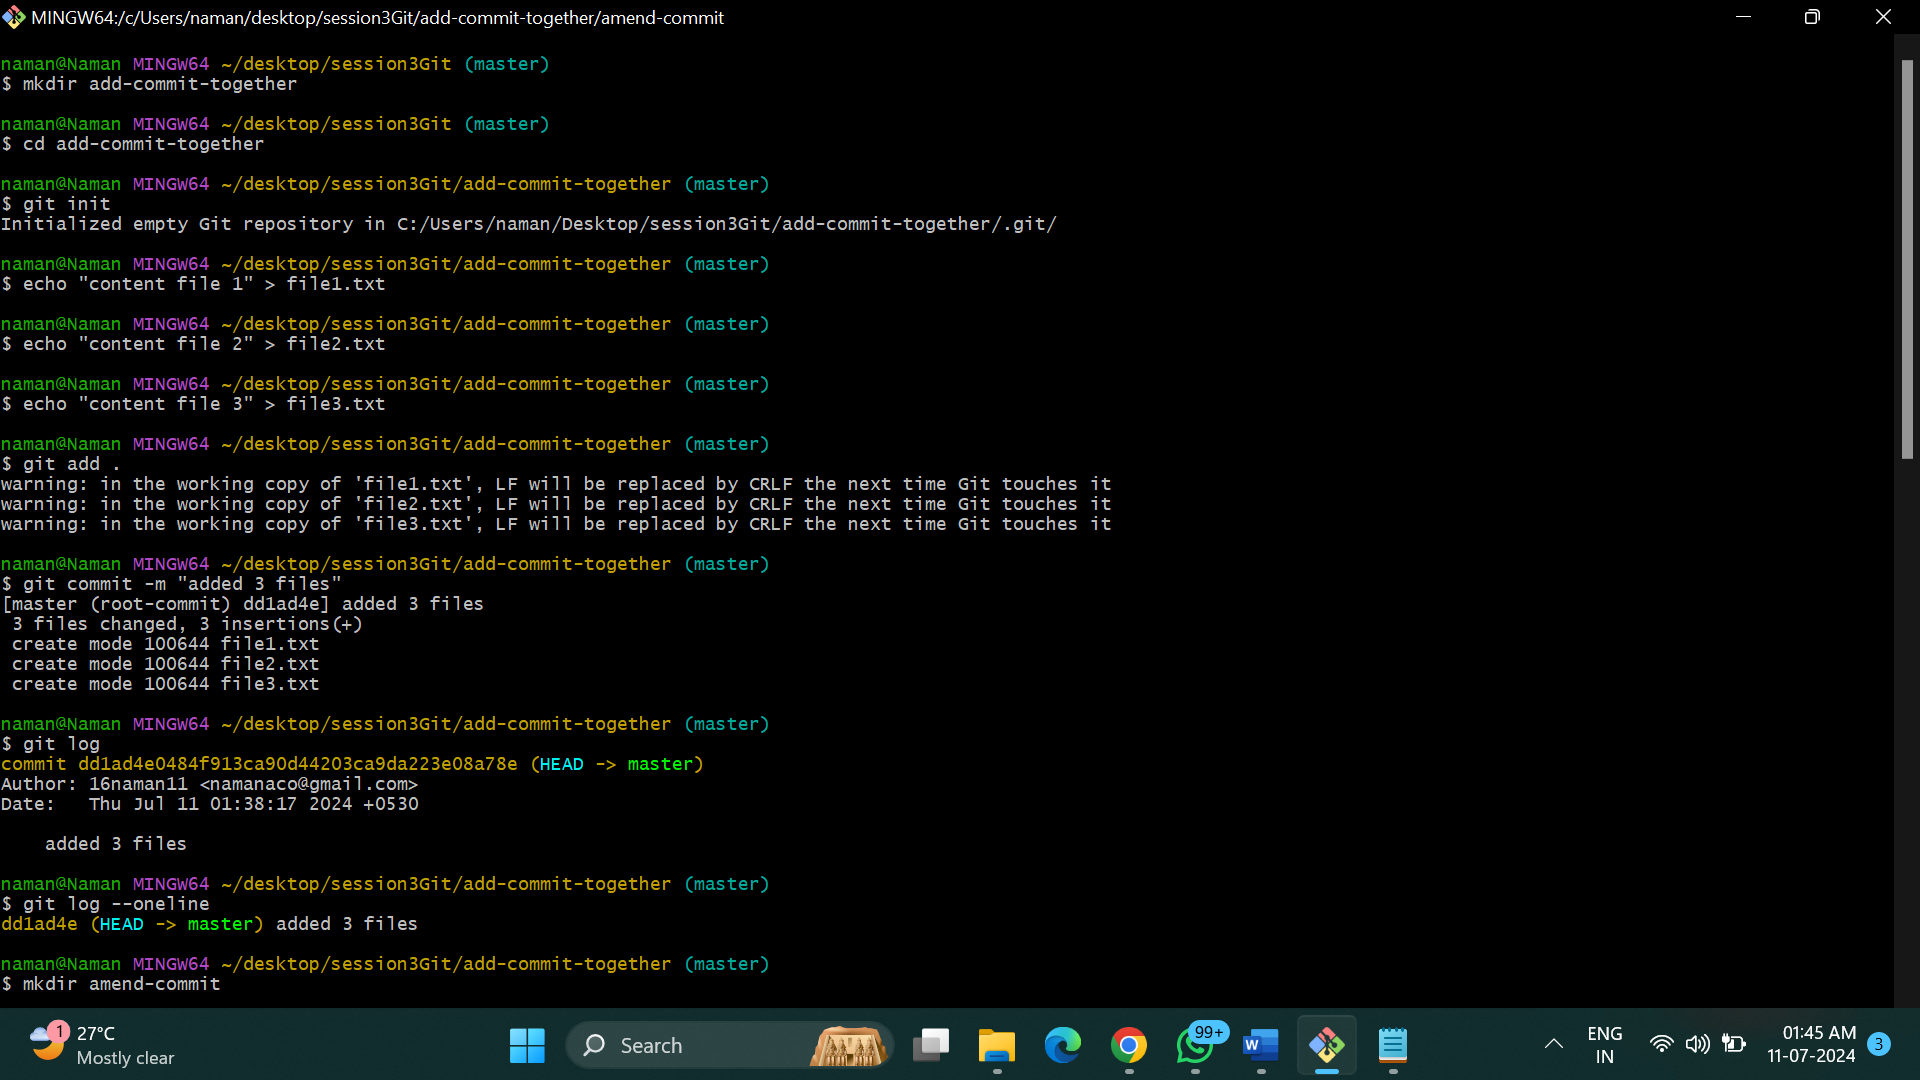 MINGW64:/c/Users/naman/desktop/session3Git/add-commit-together/amend-commit
naman@Naman MINGW64 ~/desktop/session3Git (master)
$ mkdir add-commit-together
naman@Naman MINGW64 ~/desktop/session3Git (master)
$ cd add-commit-together
naman@Naman MINGW64 ~/desktop/session3Git/add-commit-together (master)
$ git init
Initialized empty Git repository in C:/Users/naman/Desktop/session3Git/add-commit-together/.git/
naman@Naman MINGW64 ~/desktop/session3Git/add-commit-together (master)
$ echo "content file 1" > file1.txt
naman@Naman MINGW64 ~/desktop/session3Git/add-commit-together (master)
$ echo "content file 2" > file2.txt
naman@Naman MINGW64 ~/desktop/session3Git/add-commit-together (master)
$ echo "content file 3" > file3.txt
naman@Naman MINGW64 ~/desktop/session3Git/add-commit-together (master)
$ git add .
warning: in the working copy of 'file1.txt', LF will be replaced by CRLF the next time Git touches it
warning: in the working copy of 'file2.txt', LF will be replaced by CRLF the next time Git touches it
warning: in the working copy of 'file3.txt', LF will be replaced by CRLF the next time Git touches it
naman@Naman MINGW64 ~/desktop/session3Git/add-commit-together (master)
$ git commit -m "added 3 files"
[master (root-commit) dd1ad4e] added 3 files
 3 files changed, 3 insertions(+)
 create mode 100644 file1.txt
 create mode 100644 file2.txt
 create mode 100644 file3.txt
naman@Naman MINGW64 ~/desktop/session3Git/add-commit-together (master)
$ git log
commit dd1ad4e0484f913ca90d44203ca9da223e08a78e (HEAD -> master)
Author: 16naman11 <namanaco@gmail.com>
Date:   Thu Jul 11 01:38:17 2024 +0530
    added 3 files
naman@Naman MINGW64 ~/desktop/session3Git/add-commit-together (master)
$ git log --oneline
dd1ad4e (HEAD -> master) added 3 files
naman@Naman MINGW64 ~/desktop/session3Git/add-commit-together (master)
$ mkdir amend-commit
1
27°C
Mostly clear
Search
99+
W
ENG
IN
01:45 AM
11-07-2024
3